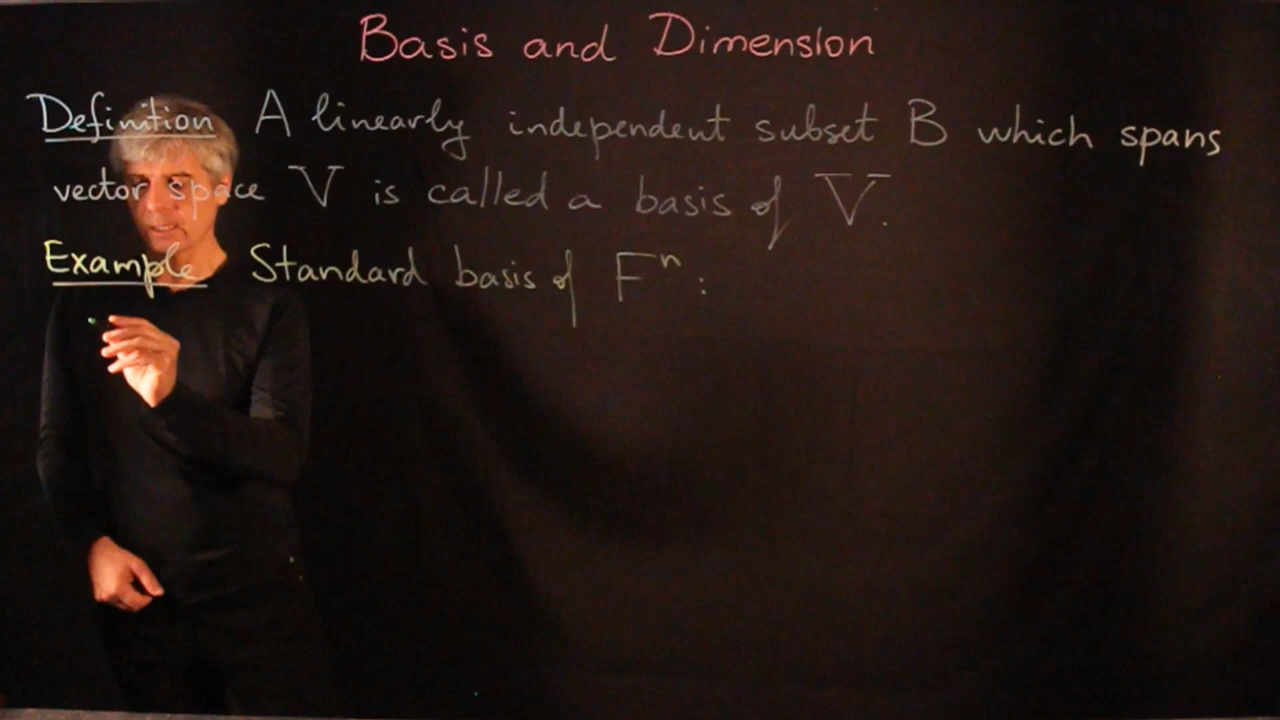 Basis and Dimension
Definition A linearly independent subset B which spans
vector space V is called a basis of V.
Example Standard basis of Fⁿ :